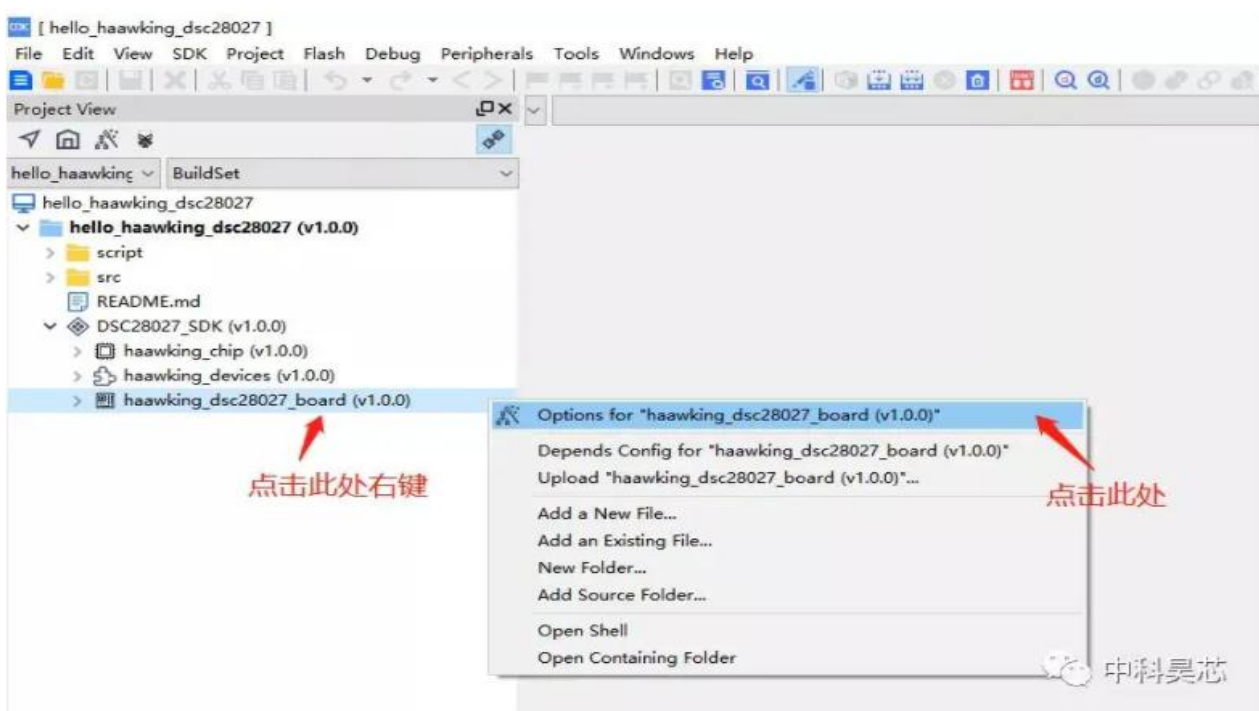 [ hello_haawking_dsc28027 ]
File Edit View SDK Project Flash Debug Peripherals Tools Windows Help
Project View
hello_haawking BuildSet
hello_haawking_dsc28027
hello_haawking_dsc28027 (v1.0.0)
script
src
README.md
DSC28027_SDK (v1.0.0)
haawking_chip (v1.0.0)
haawking_devices (v1.0.0)
haawking_dsc28027_board (v1.0.0)
点击此处右键
Options for "haawking_dsc28027_board (v1.0.0)"
Depends Config for "haawking_dsc28027_board (v1.0.0)"
Upload "haawking_dsc28027_board (v1.0.0)"...
点击此处
Add a New File...
Add an Existing File...
New Folder...
Add Source Folder...
Open Shell
Open Containing Folder
中科昊芯